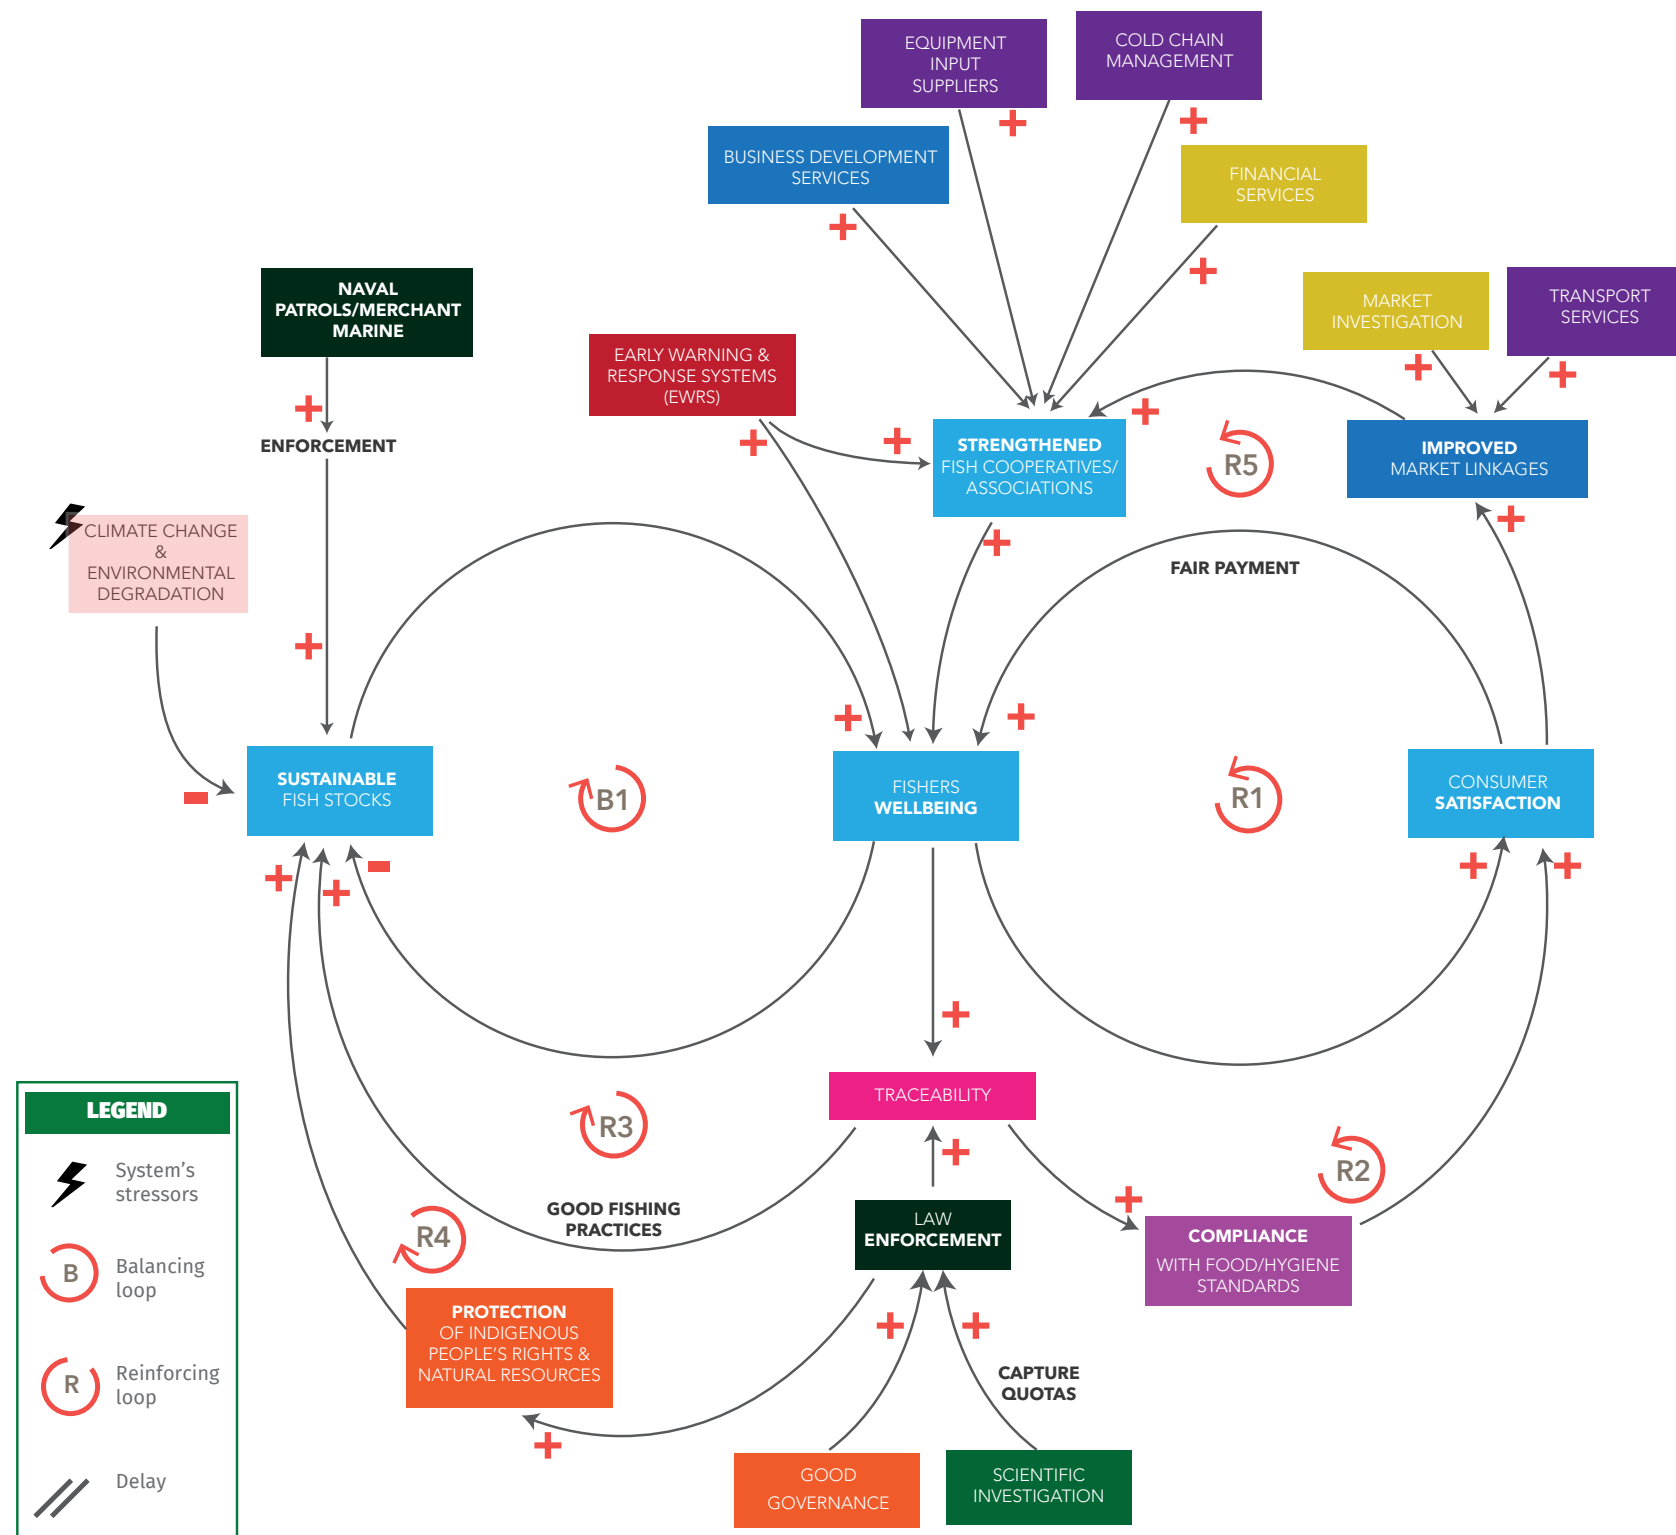 EQUIPMENT
INPUT
SUPPLIERS
COLD CHAIN
MANAGEMENT
BUSINESS DEVELOPMENT
SERVICES
FINANCIAL
SERVICES
NAVAL
PATROLS/MERCHANT
MARINE
MARKET
INVESTIGATION
TRANSPORT
SERVICES
EARLY WARNING &
RESPONSE SYSTEMS
(EWRS)
ENFORCEMENT
STRENGTHENED
FISH COOPERATIVES/
ASSOCIATIONS
R5
IMPROVED
MARKET LINKAGES
CLIMATE CHANGE
&
ENVIRONMENTAL
DEGRADATION
FAIR PAYMENT
SUSTAINABLE
FISH STOCKS
B1
FISHERS
WELLBEING
R1
CONSUMER
SATISFACTION
TRACEABILITY
R3
R2
GOOD FISHING
PRACTICES
R4
LAW
ENFORCEMENT
COMPLIANCE
WITH FOOD/HYGIENE
STANDARDS
PROTECTION
OF INDIGENOUS
PEOPLE'S RIGHTS &
NATURAL RESOURCES
CAPTURE
QUOTAS
GOOD
GOVERNANCE
SCIENTIFIC
INVESTIGATION
LEGEND
System's
stressors
B
Balancing
loop
R
Reinforcing
loop
Delay